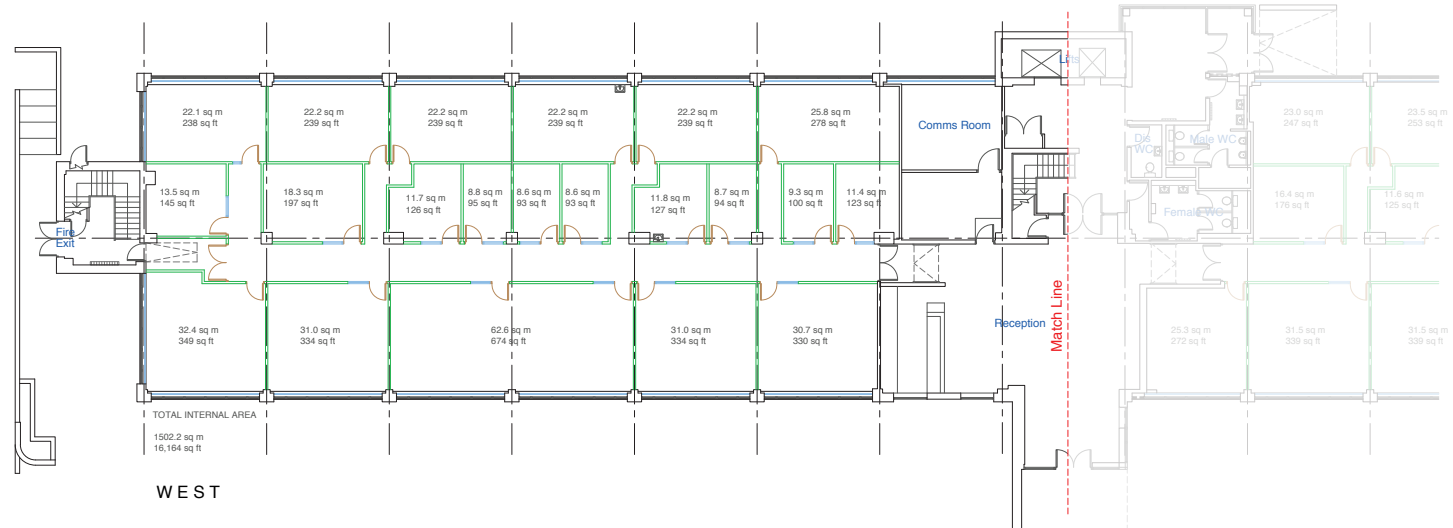 Lifts
22.1 sq m
238 sq ft
22.2 sq m
239 sq ft
22.2 sq m
239 sq ft
22.2 sq m
239 sq ft
22.2 sq m
239 sq ft
25.8 sq m
278 sq ft
Comms Room
Dis
WC
Male WC
23.0 sq m
247 sq ft
23.5 sq m
253 sq ft
13.5 sq m
145 sq ft
18.3 sq m
197 sq ft
11.7 sq m
126 sq ft
8.8 sq m
95 sq ft
8.6 sq m
93 sq ft
8.6 sq m
93 sq ft
11.8 sq m
127 sq ft
8.7 sq m
94 sq ft
9.3 sq m
100 sq ft
11.4 sq m
123 sq ft
Female WC
16.4 sq m
176 sq ft
11.6 sq m
125 sq ft
Fire
Exit
32.4 sq m
349 sq ft
31.0 sq m
334 sq ft
62.6 sq m
674 sq ft
31.0 sq m
334 sq ft
30.7 sq m
330 sq ft
Reception
Match Line
25.3 sq m
272 sq ft
31.5 sq m
339 sq ft
31.5 sq m
339 sq ft
TOTAL INTERNAL AREA
1502.2 sq m
16,164 sq ft
WEST